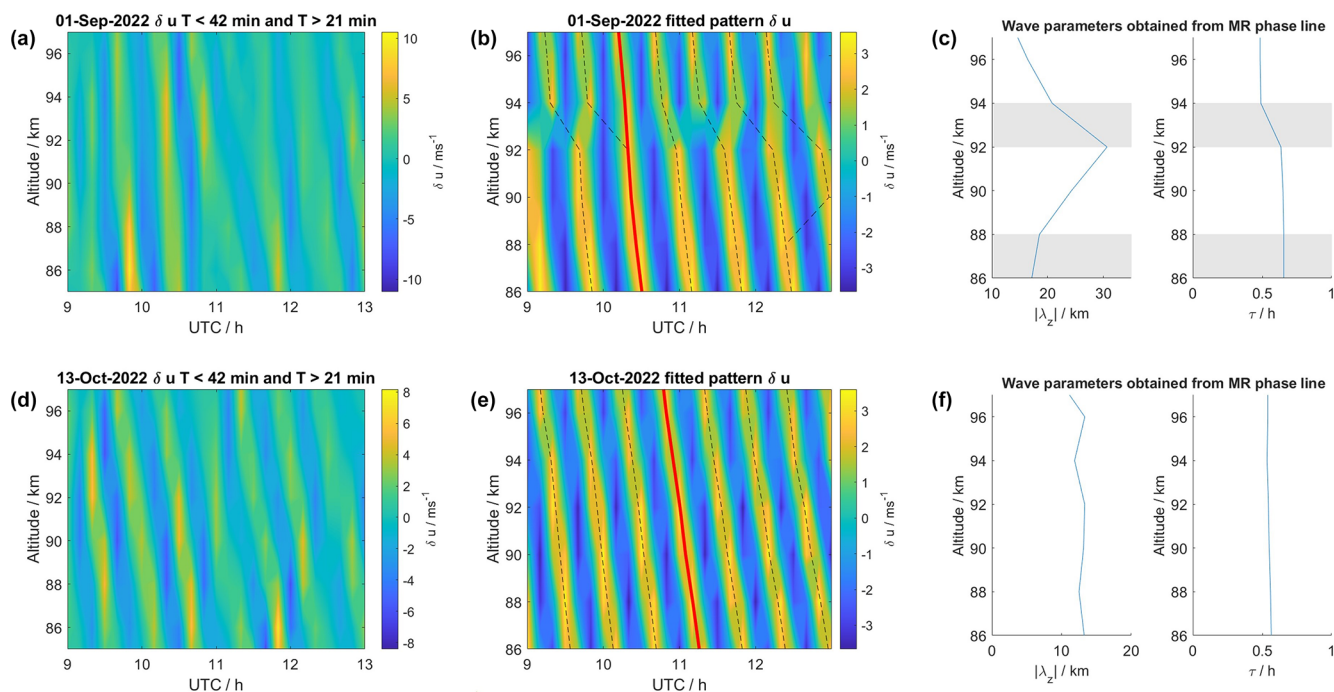 (a)
01-Sep-2022 δ u T < 42 min and T > 21 min
96
94
92
90
88
86
Altitude / km
9 10 11 12 13
UTC / h
10
5
0
-5
-10
δ u / ms⁻¹
(b)
01-Sep-2022 fitted pattern δ u
96
94
92
90
88
86
Altitude / km
9 10 11 12
UTC / h
3
2
1
0
-1
-2
-3
δ u / ms⁻¹
(c)
Wave parameters obtained from MR phase line
96
94
92
90
88
86
Altitude / km
10 20 30
|λz| / km
96
94
92
90
88
86
Altitude / km
0 0.5 1
τ / h
(d)
13-Oct-2022 δ u T < 42 min and T > 21 min
96
94
92
90
88
86
Altitude / km
9 10 11 12 13
UTC / h
8
6
4
2
0
-2
-4
-6
-8
δ u / ms⁻¹
(e)
13-Oct-2022 fitted pattern δ u
96
94
92
90
88
86
Altitude / km
9 10 11 12
UTC / h
3
2
1
0
-1
-2
-3
δ u / ms⁻¹
(f)
Wave parameters obtained from MR phase line
96
94
92
90
88
86
Altitude / km
0 10 20
|λz| / km
96
94
92
90
88
86
Altitude / km
0 0.5 1
τ / h